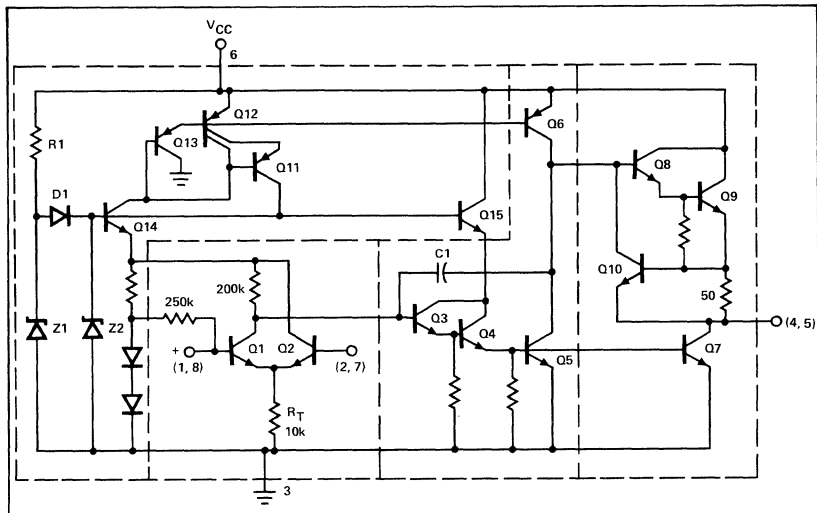 VCC
6
Q12
Q13
Q6
R1
Q11
Q8
D1
Q9
Q14
Q15
C1
Q10
200k
50
250k
Z1
Z2
Q3
Q4
(4, 5)
+
(1, 8)
Q1
Q2
(2, 7)
Q5
Q7
RT
10k
3